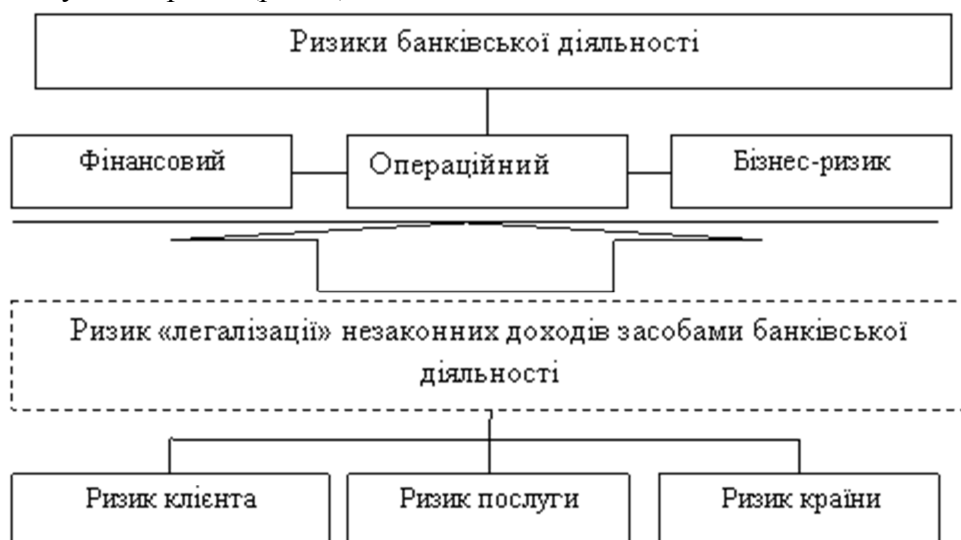 Ризики банківської діяльності
Фінансовий
Операційний
Бізнес-ризик
Ризик «легалізації» незаконних доходів засобами банківської
діяльності
Ризик клієнта
Ризик послуги
Ризик країни